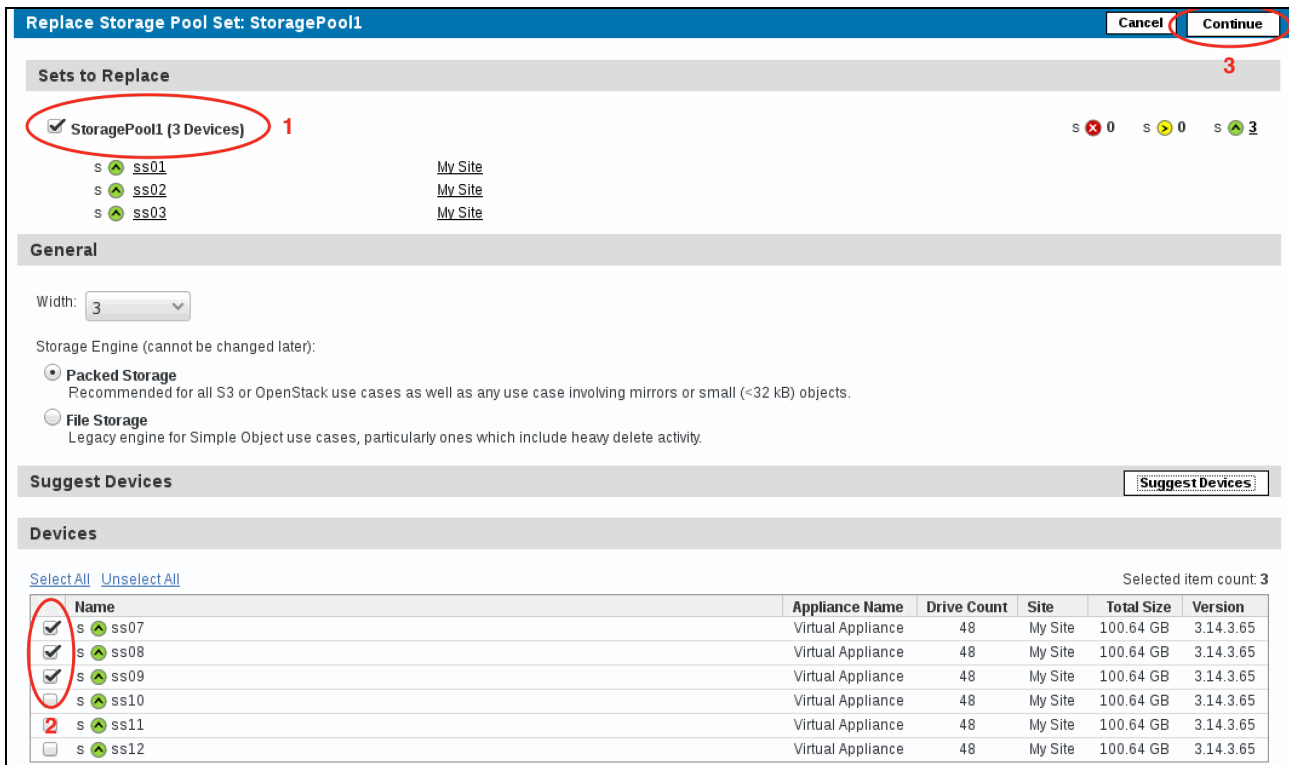 Replace Storage Pool Set: StoragePool1 Cancel Continue
3
Sets to Replace
StoragePool1 (3 Devices) 1 s 0 s 0 s 3
s ss01 My Site
s ss02 My Site
s ss03 My Site
General
Width: 3
Storage Engine (cannot be changed later):
Packed Storage
Recommended for all S3 or OpenStack use cases as well as any use case involving mirrors or small (<32 kB) objects.
File Storage
Legacy engine for Simple Object use cases, particularly ones which include heavy delete activity.
Suggest Devices Suggest Devices
Devices
Select All Unselect All Selected item count: 3
Name Appliance Name Drive Count Site Total Size Version
s ss07 Virtual Appliance 48 My Site 100.64 GB 3.14.3.65
s ss08 Virtual Appliance 48 My Site 100.64 GB 3.14.3.65
s ss09 Virtual Appliance 48 My Site 100.64 GB 3.14.3.65
s ss10 Virtual Appliance 48 My Site 100.64 GB 3.14.3.65
2 s ss11 Virtual Appliance 48 My Site 100.64 GB 3.14.3.65
s ss12 Virtual Appliance 48 My Site 100.64 GB 3.14.3.65